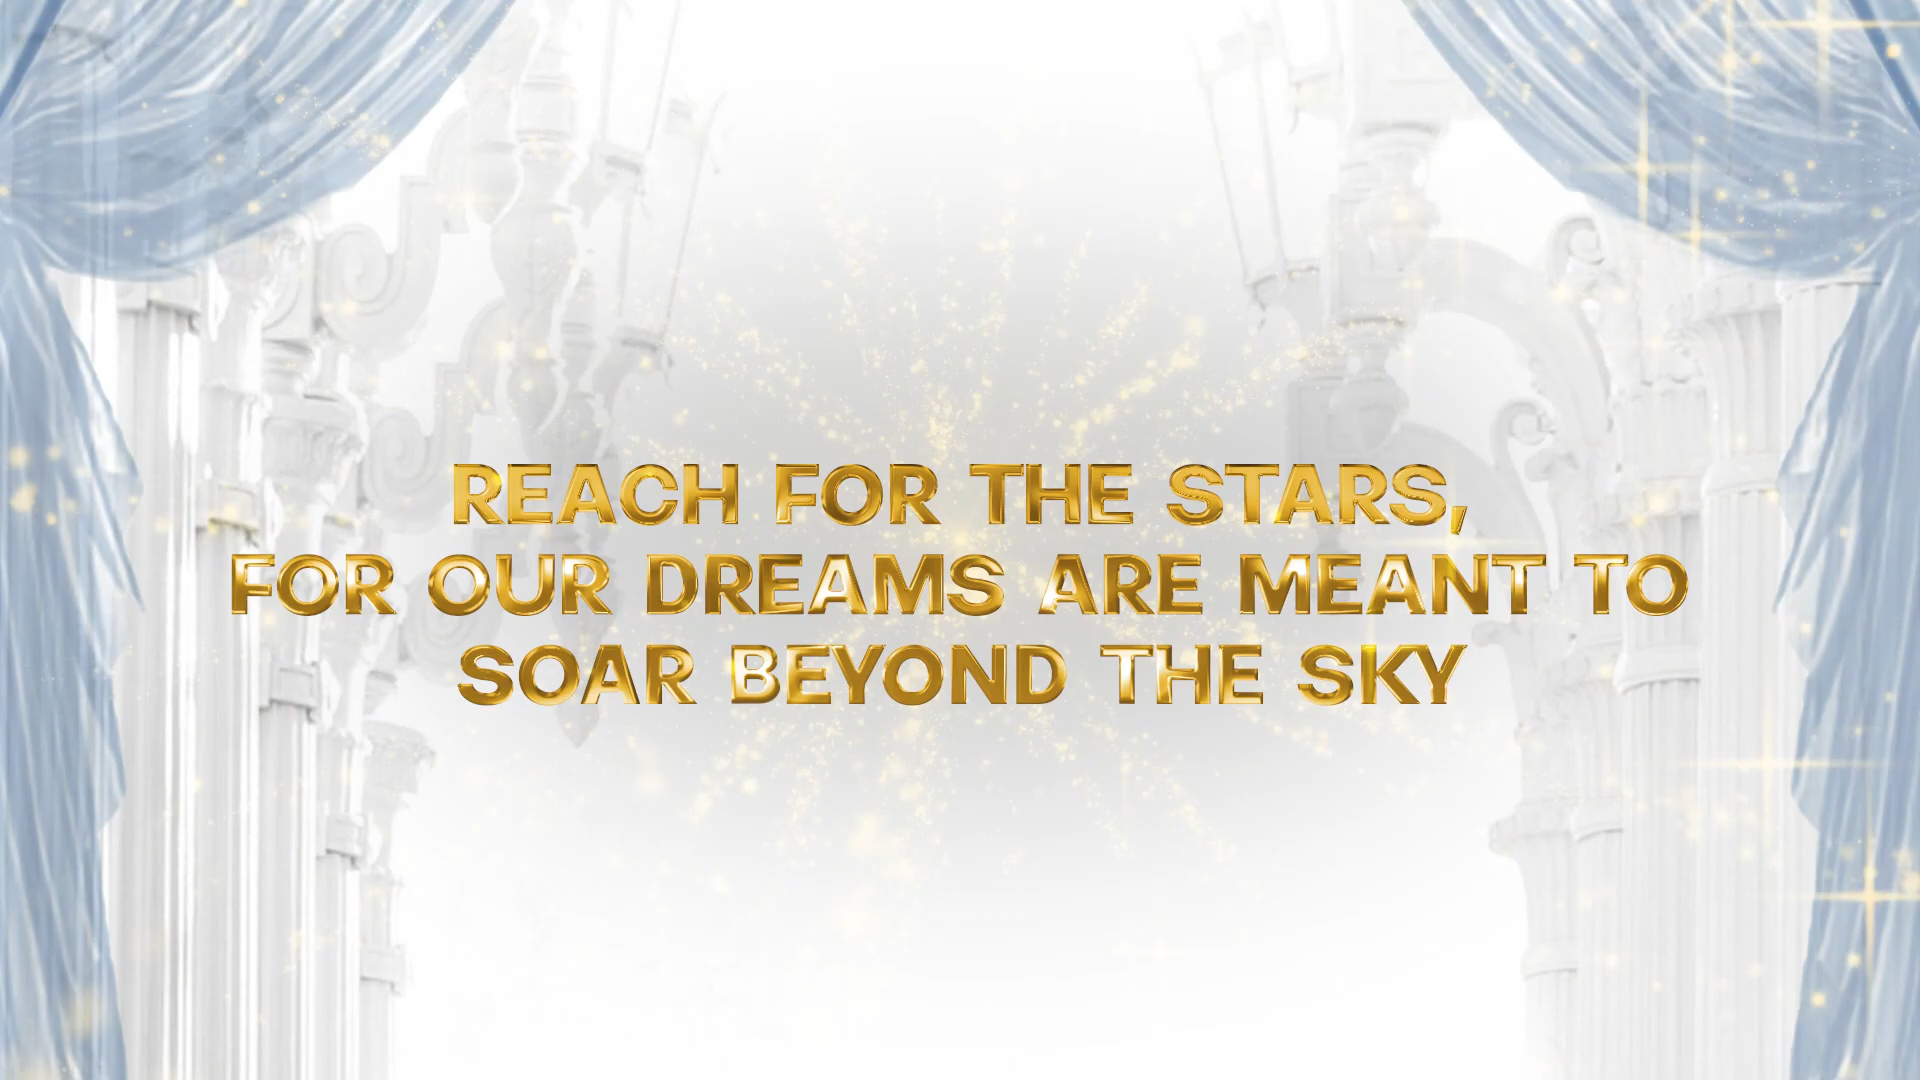 REACH FOR THE STARS,
FOR OUR DREAMS ARE MEANT TO
SOAR BEYOND THE SKY